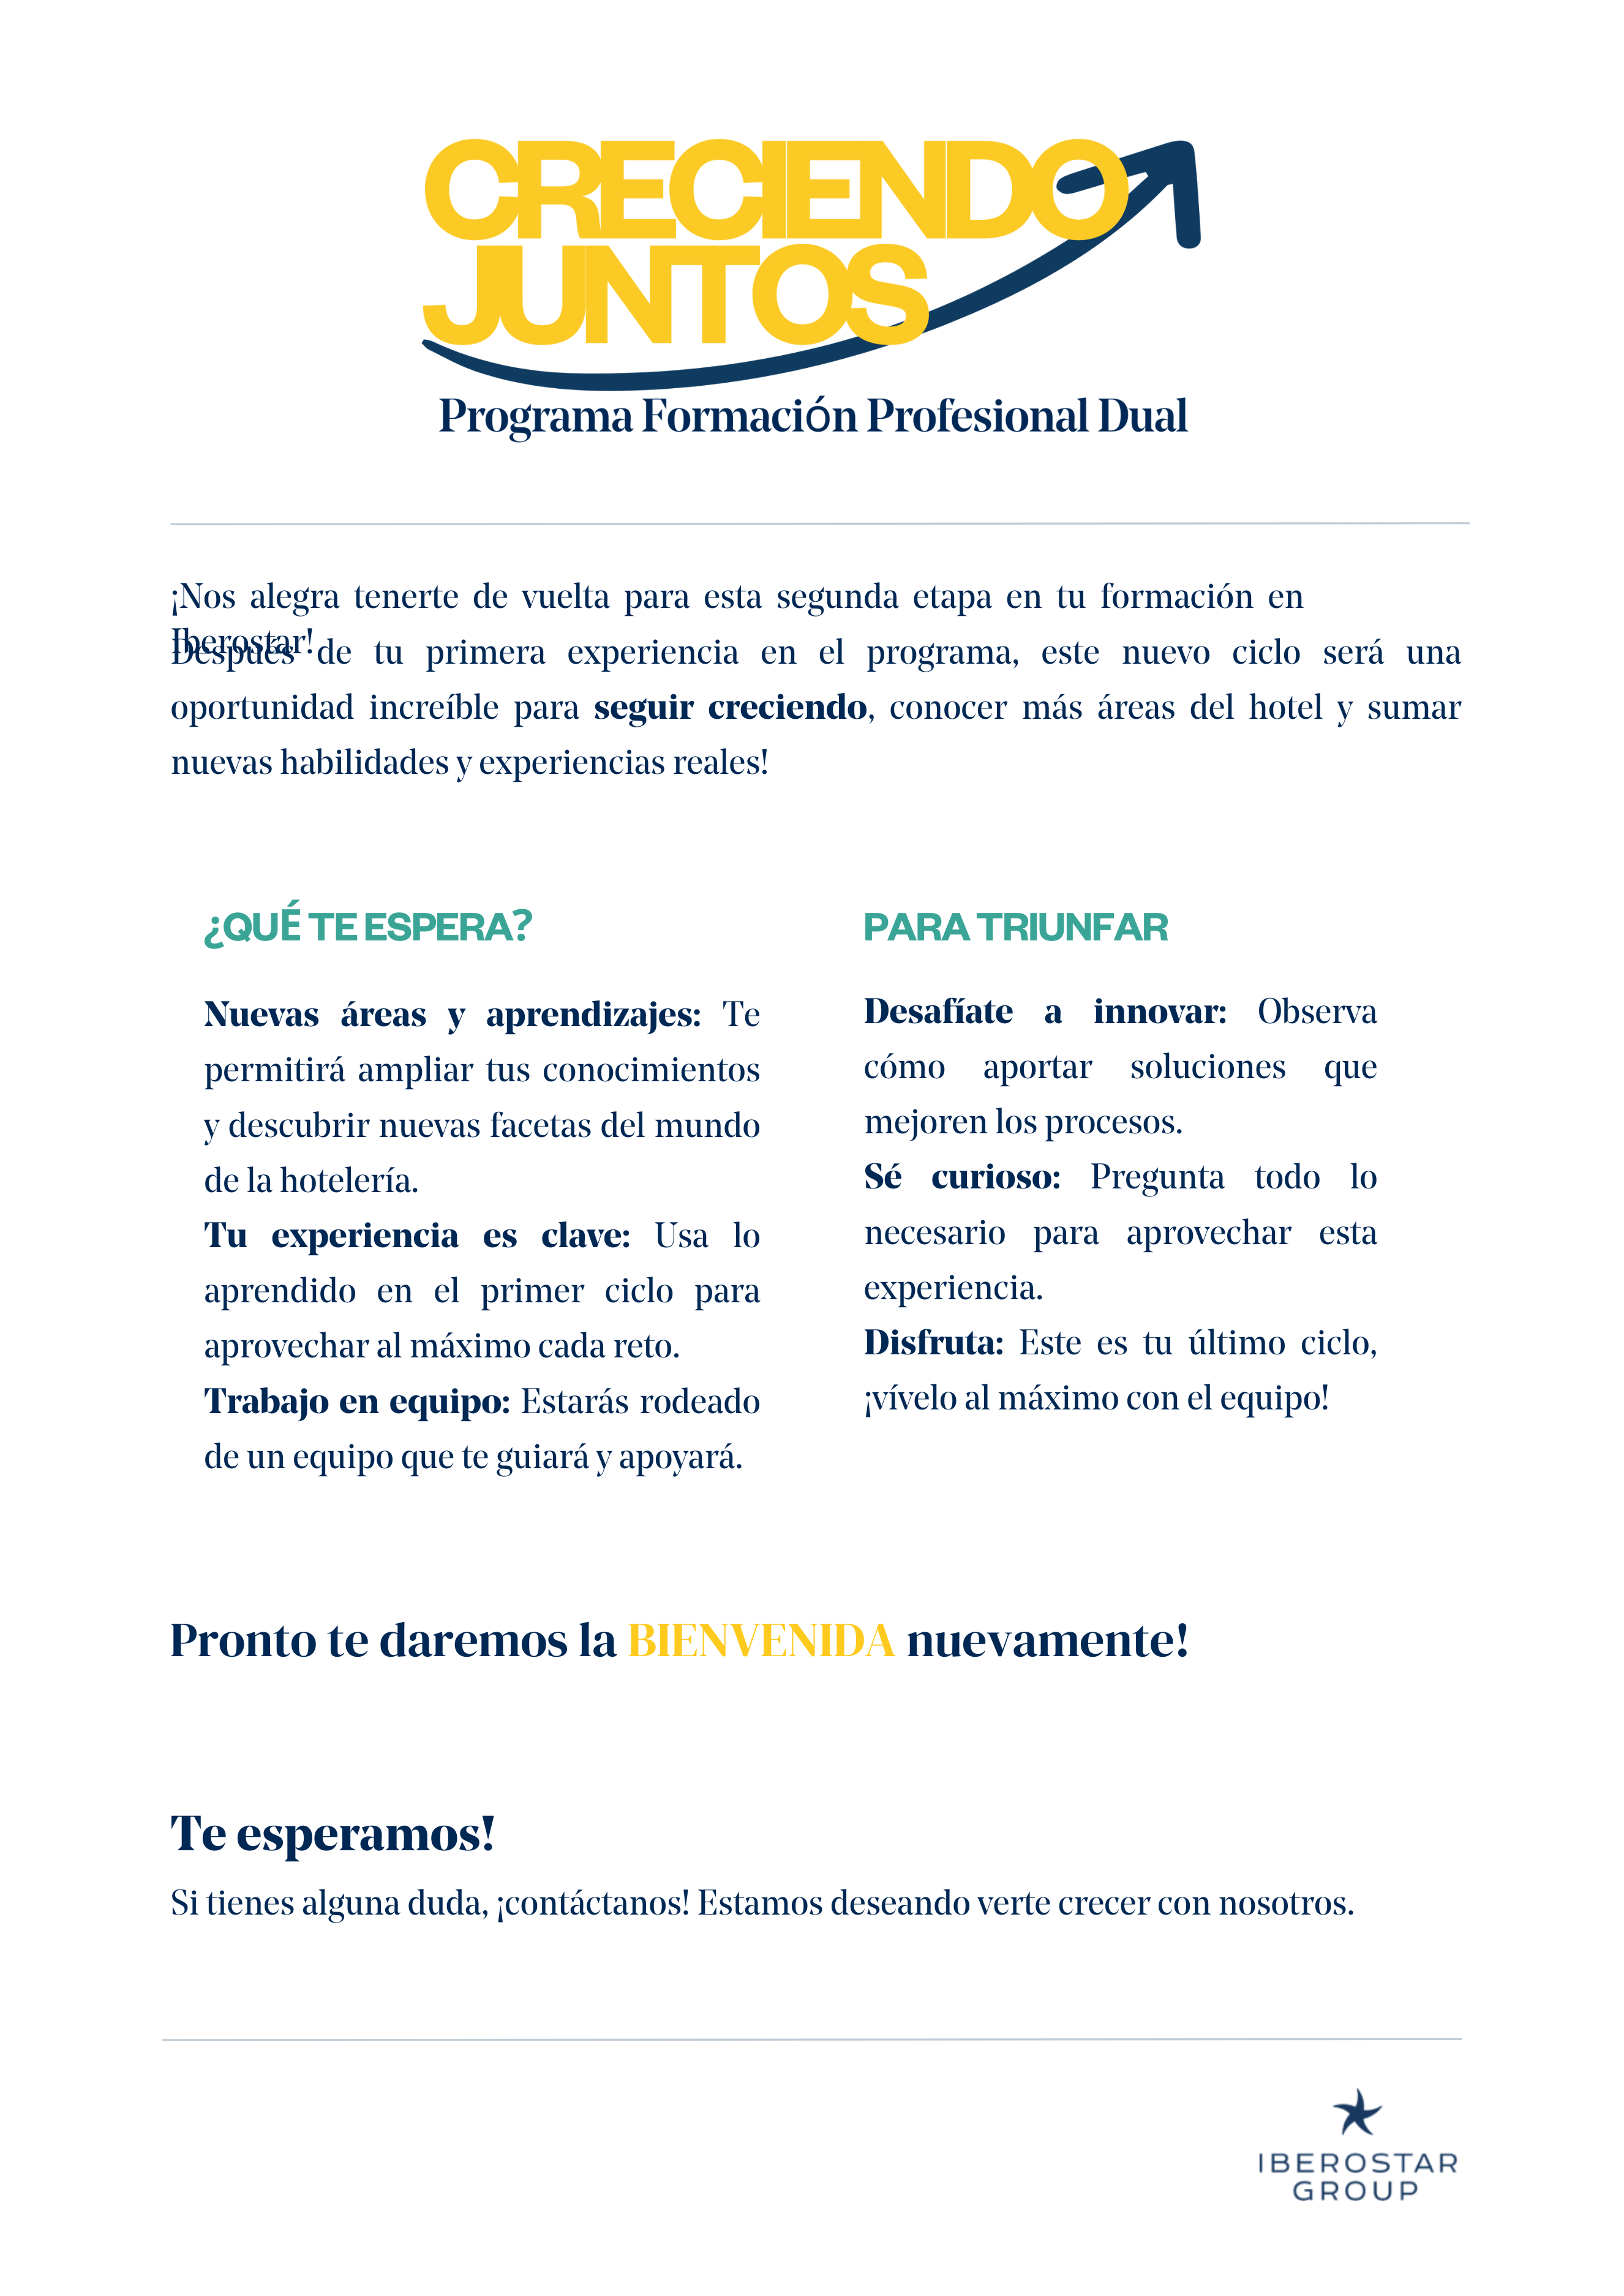 CRECIENDO
JUNTOS
Programa Formación Profesional Dual
¡Nos alegra tenerte de vuelta para esta segunda etapa en tu formación en
Iberostar!
Después de tu primera experiencia en el programa, este nuevo ciclo será una
oportunidad increíble para seguir creciendo, conocer más áreas del hotel y sumar
nuevas habilidades y experiencias reales!
¿QUÉ TE ESPERA?
Nuevas áreas y aprendizajes: Te
permitirá ampliar tus conocimientos
y descubrir nuevas facetas del mundo
de la hotelería.
Tu experiencia es clave: Usa lo
aprendido en el primer ciclo para
aprovechar al máximo cada reto.
Trabajo en equipo: Estarás rodeado
de un equipo que te guiará y apoyará.
PARA TRIUNFAR
Desafíate a innovar: Observa
cómo aportar soluciones que
mejoren los procesos.
Sé curioso: Pregunta todo lo
necesario para aprovechar esta
experiencia.
Disfruta: Este es tu último ciclo,
¡vívelo al máximo con el equipo!
Pronto te daremos la BIENVENIDA nuevamente!
Te esperamos!
Si tienes alguna duda, ¡contáctanos! Estamos deseando verte crecer con nosotros.
IBEROSTAR
GROUP